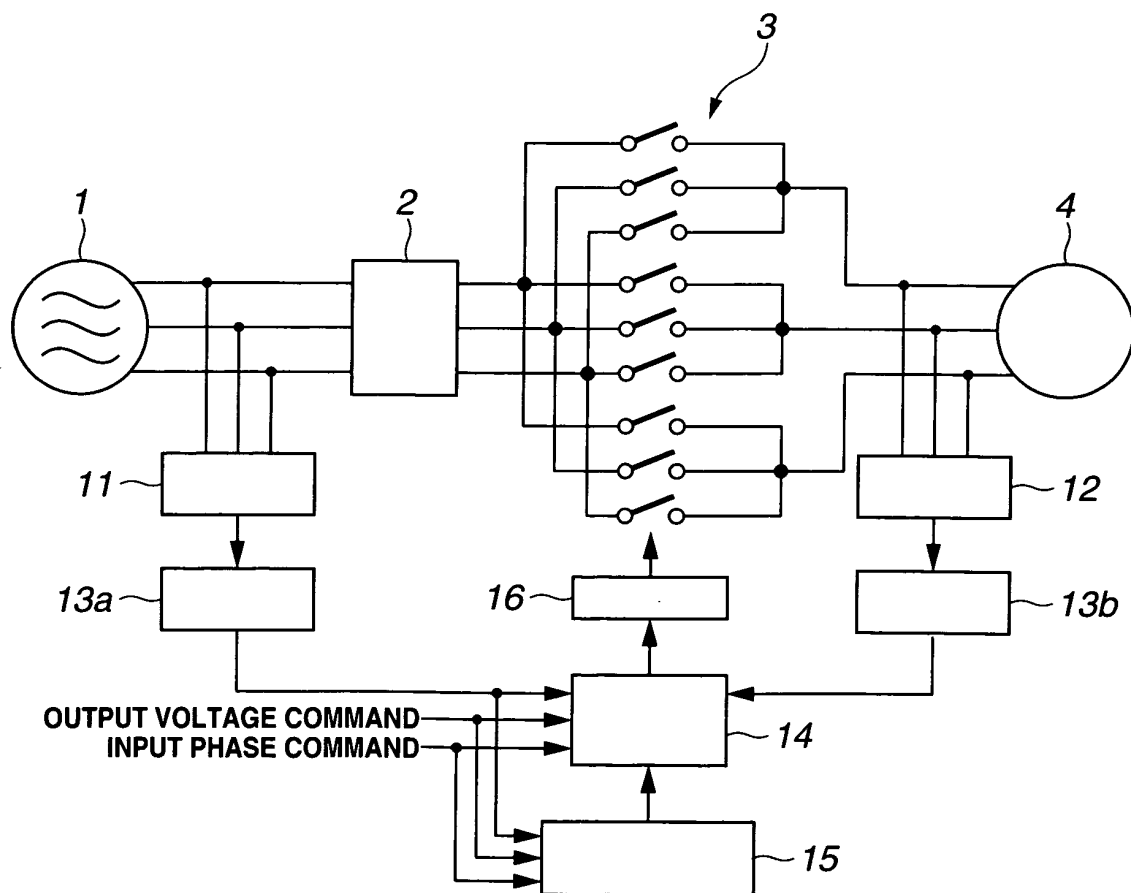 3
1
2
4
11
12
13a
16
13b
OUTPUT VOLTAGE COMMAND
INPUT PHASE COMMAND
14
15